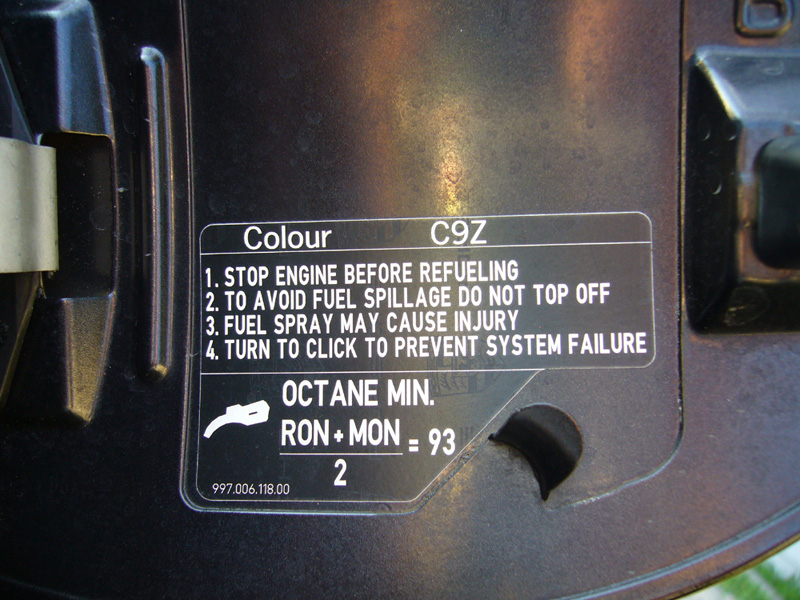 Colour C9Z
1. STOP ENGINE BEFORE REFUELING
2. TO AVOID FUEL SPILLAGE DO NOT TOP OFF
3. FUEL SPRAY MAY CAUSE INJURY
4. TURN TO CLICK TO PREVENT SYSTEM FAILURE
OCTANE MIN.
RON+MON = 93
2
997.006.118.00